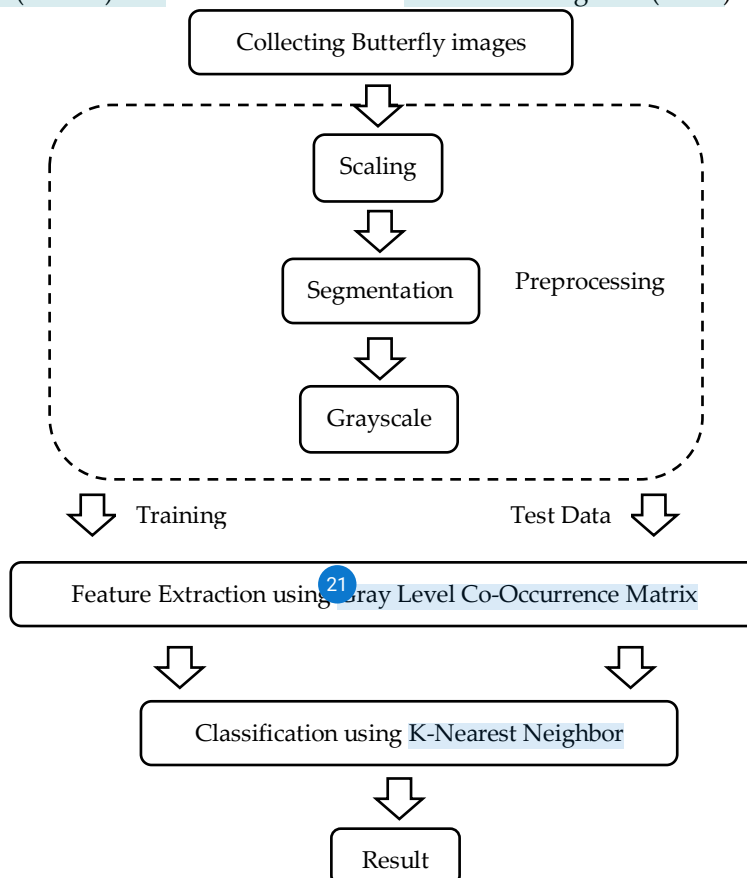 Collecting Butterfly images
Scaling
Segmentation
Preprocessing
Grayscale
Training
Test Data
21
Feature Extraction using Gray Level Co-Occurrence Matrix
Classification using K-Nearest Neighbor
Result